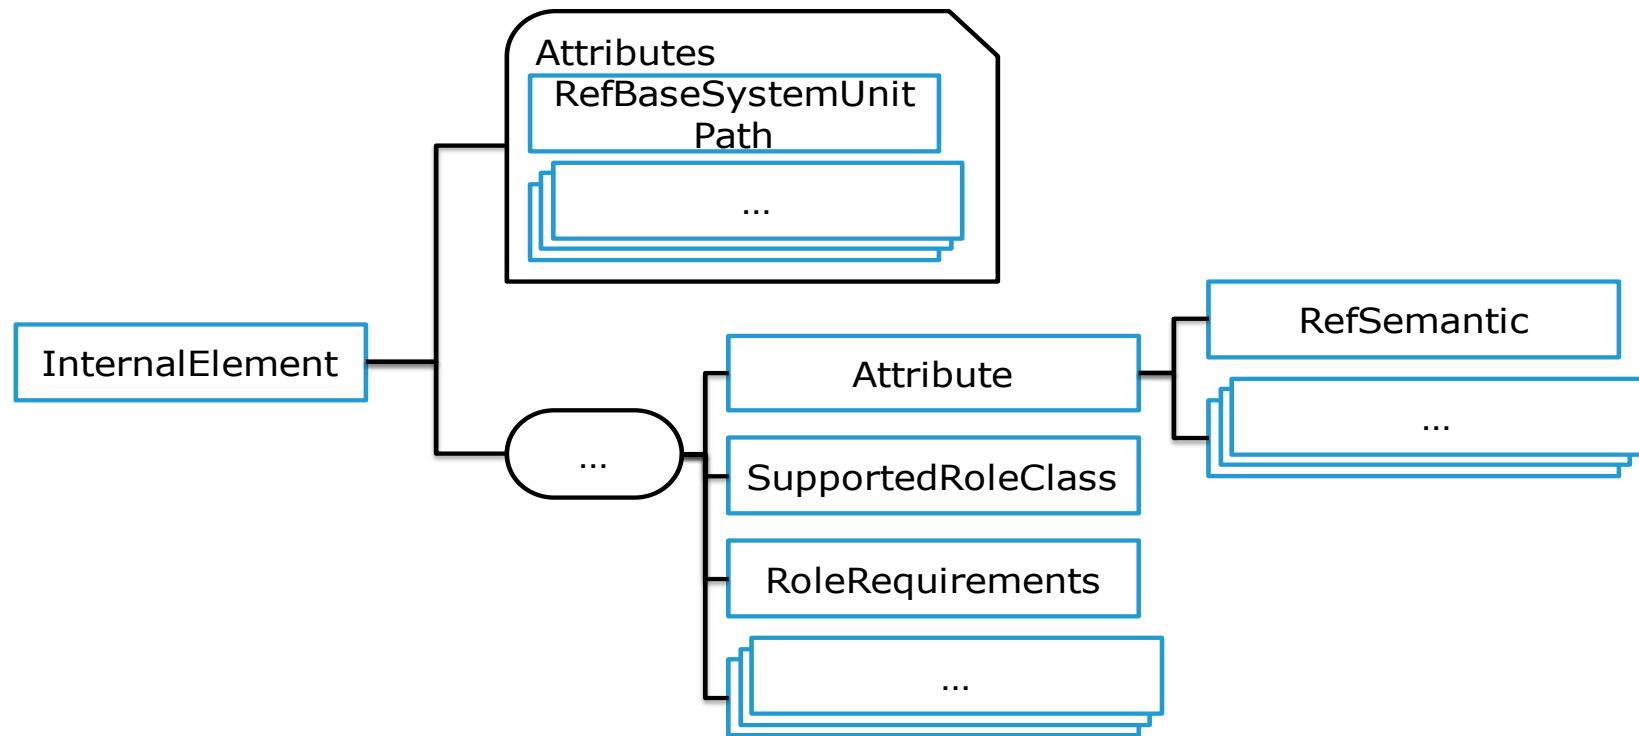 Attributes
RefBaseSystemUnit
Path
...
InternalElement
...
Attribute
SupportedRoleClass
RoleRequirements
...
RefSemantic
...